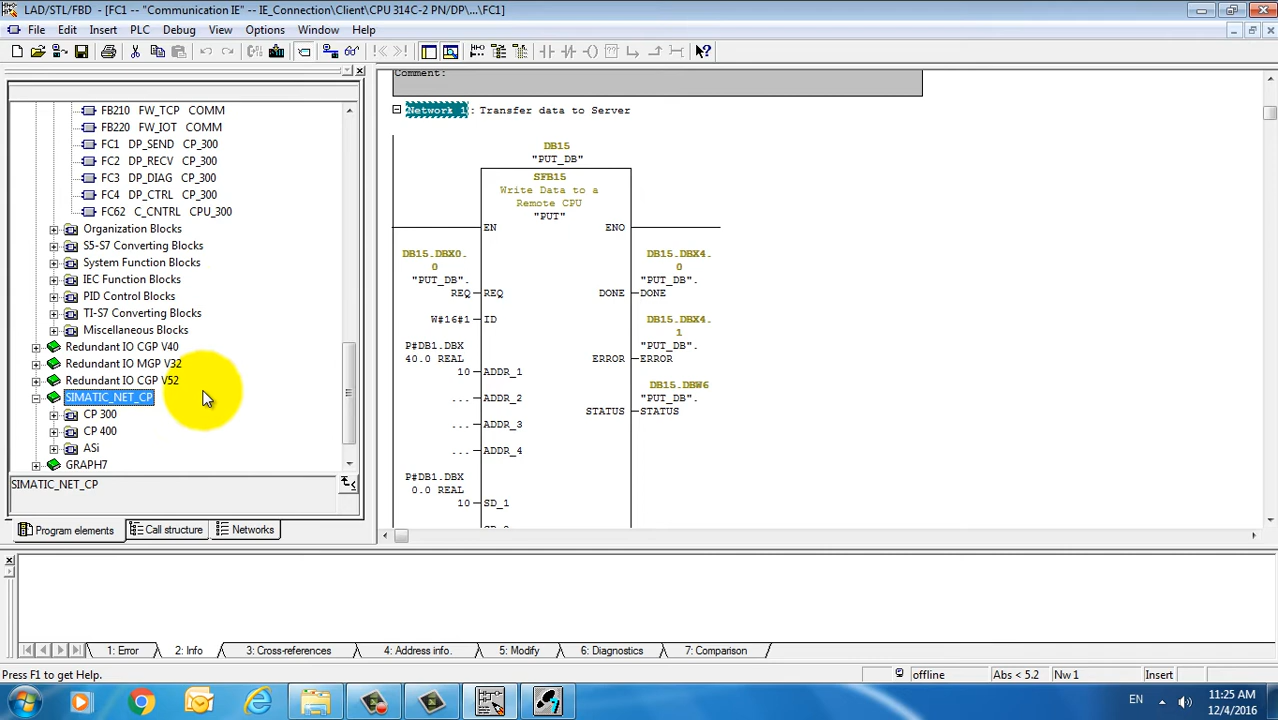 LAD/STL/FBD - [FC1 -- "Communication IE" -- IE_Connection\Client\CPU 314C-2 PN/DP\...\FC1]
File Edit Insert PLC Debug View Options Window Help
FB210 FW_TCP COMM
FB220 FW_IOT COMM
FC1 DP_SEND CP_300
FC2 DP_RECV CP_300
FC3 DP_DIAG CP_300
FC4 DP_CTRL CP_300
FC62 C_CNTRL CPU_300
Organization Blocks
S5-S7 Converting Blocks
System Function Blocks
IEC Function Blocks
PID Control Blocks
TI-S7 Converting Blocks
Miscellaneous Blocks
Redundant IO CGP V40
Redundant IO MGP V32
Redundant IO CGP V52
SIMATIC_NET_CP
CP 300
CP 400
ASi
GRAPH7
SIMATIC_NET_CP
Program elements Call structure Networks
Comment:
Network 1: Transfer data to Server
DB15
"PUT_DB"
SFB15
Write Data to a
Remote CPU
"PUT"
EN ENO
DB15.DBX0.
0
"PUT_DB".
REQ REQ
DB15.DBX4.
0
"PUT_DB".
DONE DONE
W#16#1 ID
DB15.DBX4.
1
"PUT_DB".
ERROR ERROR
P#DB1.DBX
40.0 REAL
10 ADDR_1
... ADDR_2
... ADDR_3
... ADDR_4
DB15.DBW6
"PUT_DB".
STATUS STATUS
P#DB1.DBX
0.0 REAL
10 SD_1
1: Error 2: Info 3: Cross-references 4: Address info. 5: Modify 6: Diagnostics 7: Comparison
Press F1 to get Help.
offline Abs < 5.2 Nw 1 Insert
EN
11:25 AM
12/4/2016